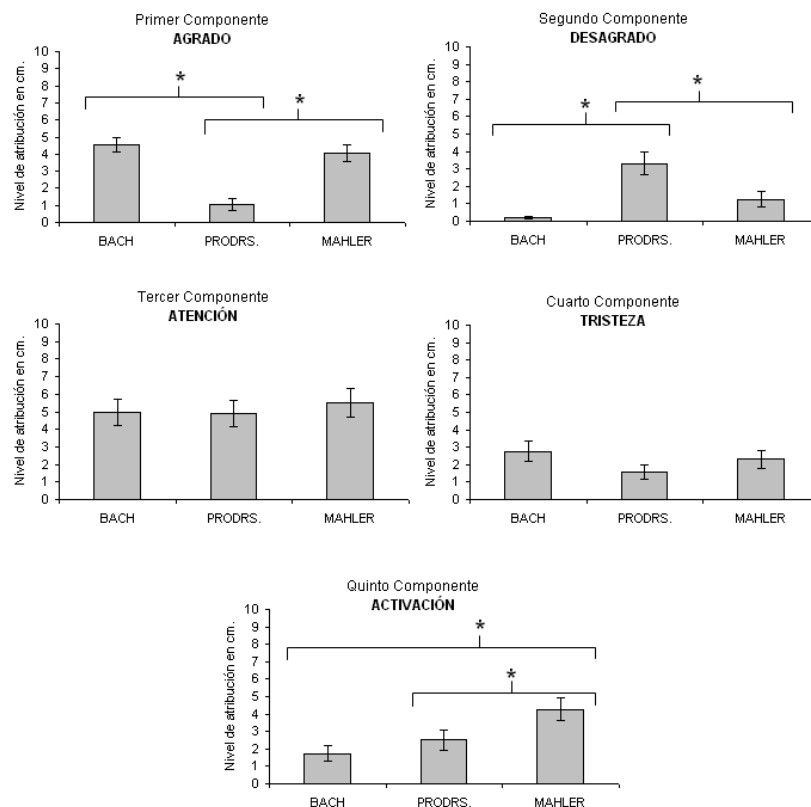 Primer Componente
AGRADO
Nivel de atribución en cm.
10
9
8
7
6
5
4
3
2
1
0
*
*
BACH
PRODRS.
MAHLER
Segundo Componente
DESAGRADO
Nivel de atribución en cm.
10
9
8
7
6
5
4
3
2
1
0
*
*
BACH
PRODRS.
MAHLER
Tercer Componente
ATENCIÓN
Nivel de atribución en cm.
10
9
8
7
6
5
4
3
2
1
0
BACH
PRODRS.
MAHLER
Cuarto Componente
TRISTEZA
Nivel de atribución en cm.
10
9
8
7
6
5
4
3
2
1
0
BACH
PRODRS.
MAHLER
Quinto Componente
ACTIVACIÓN
Nivel de atribución en cm.
10
9
8
7
6
5
4
3
2
1
0
*
*
BACH
PRODRS.
MAHLER